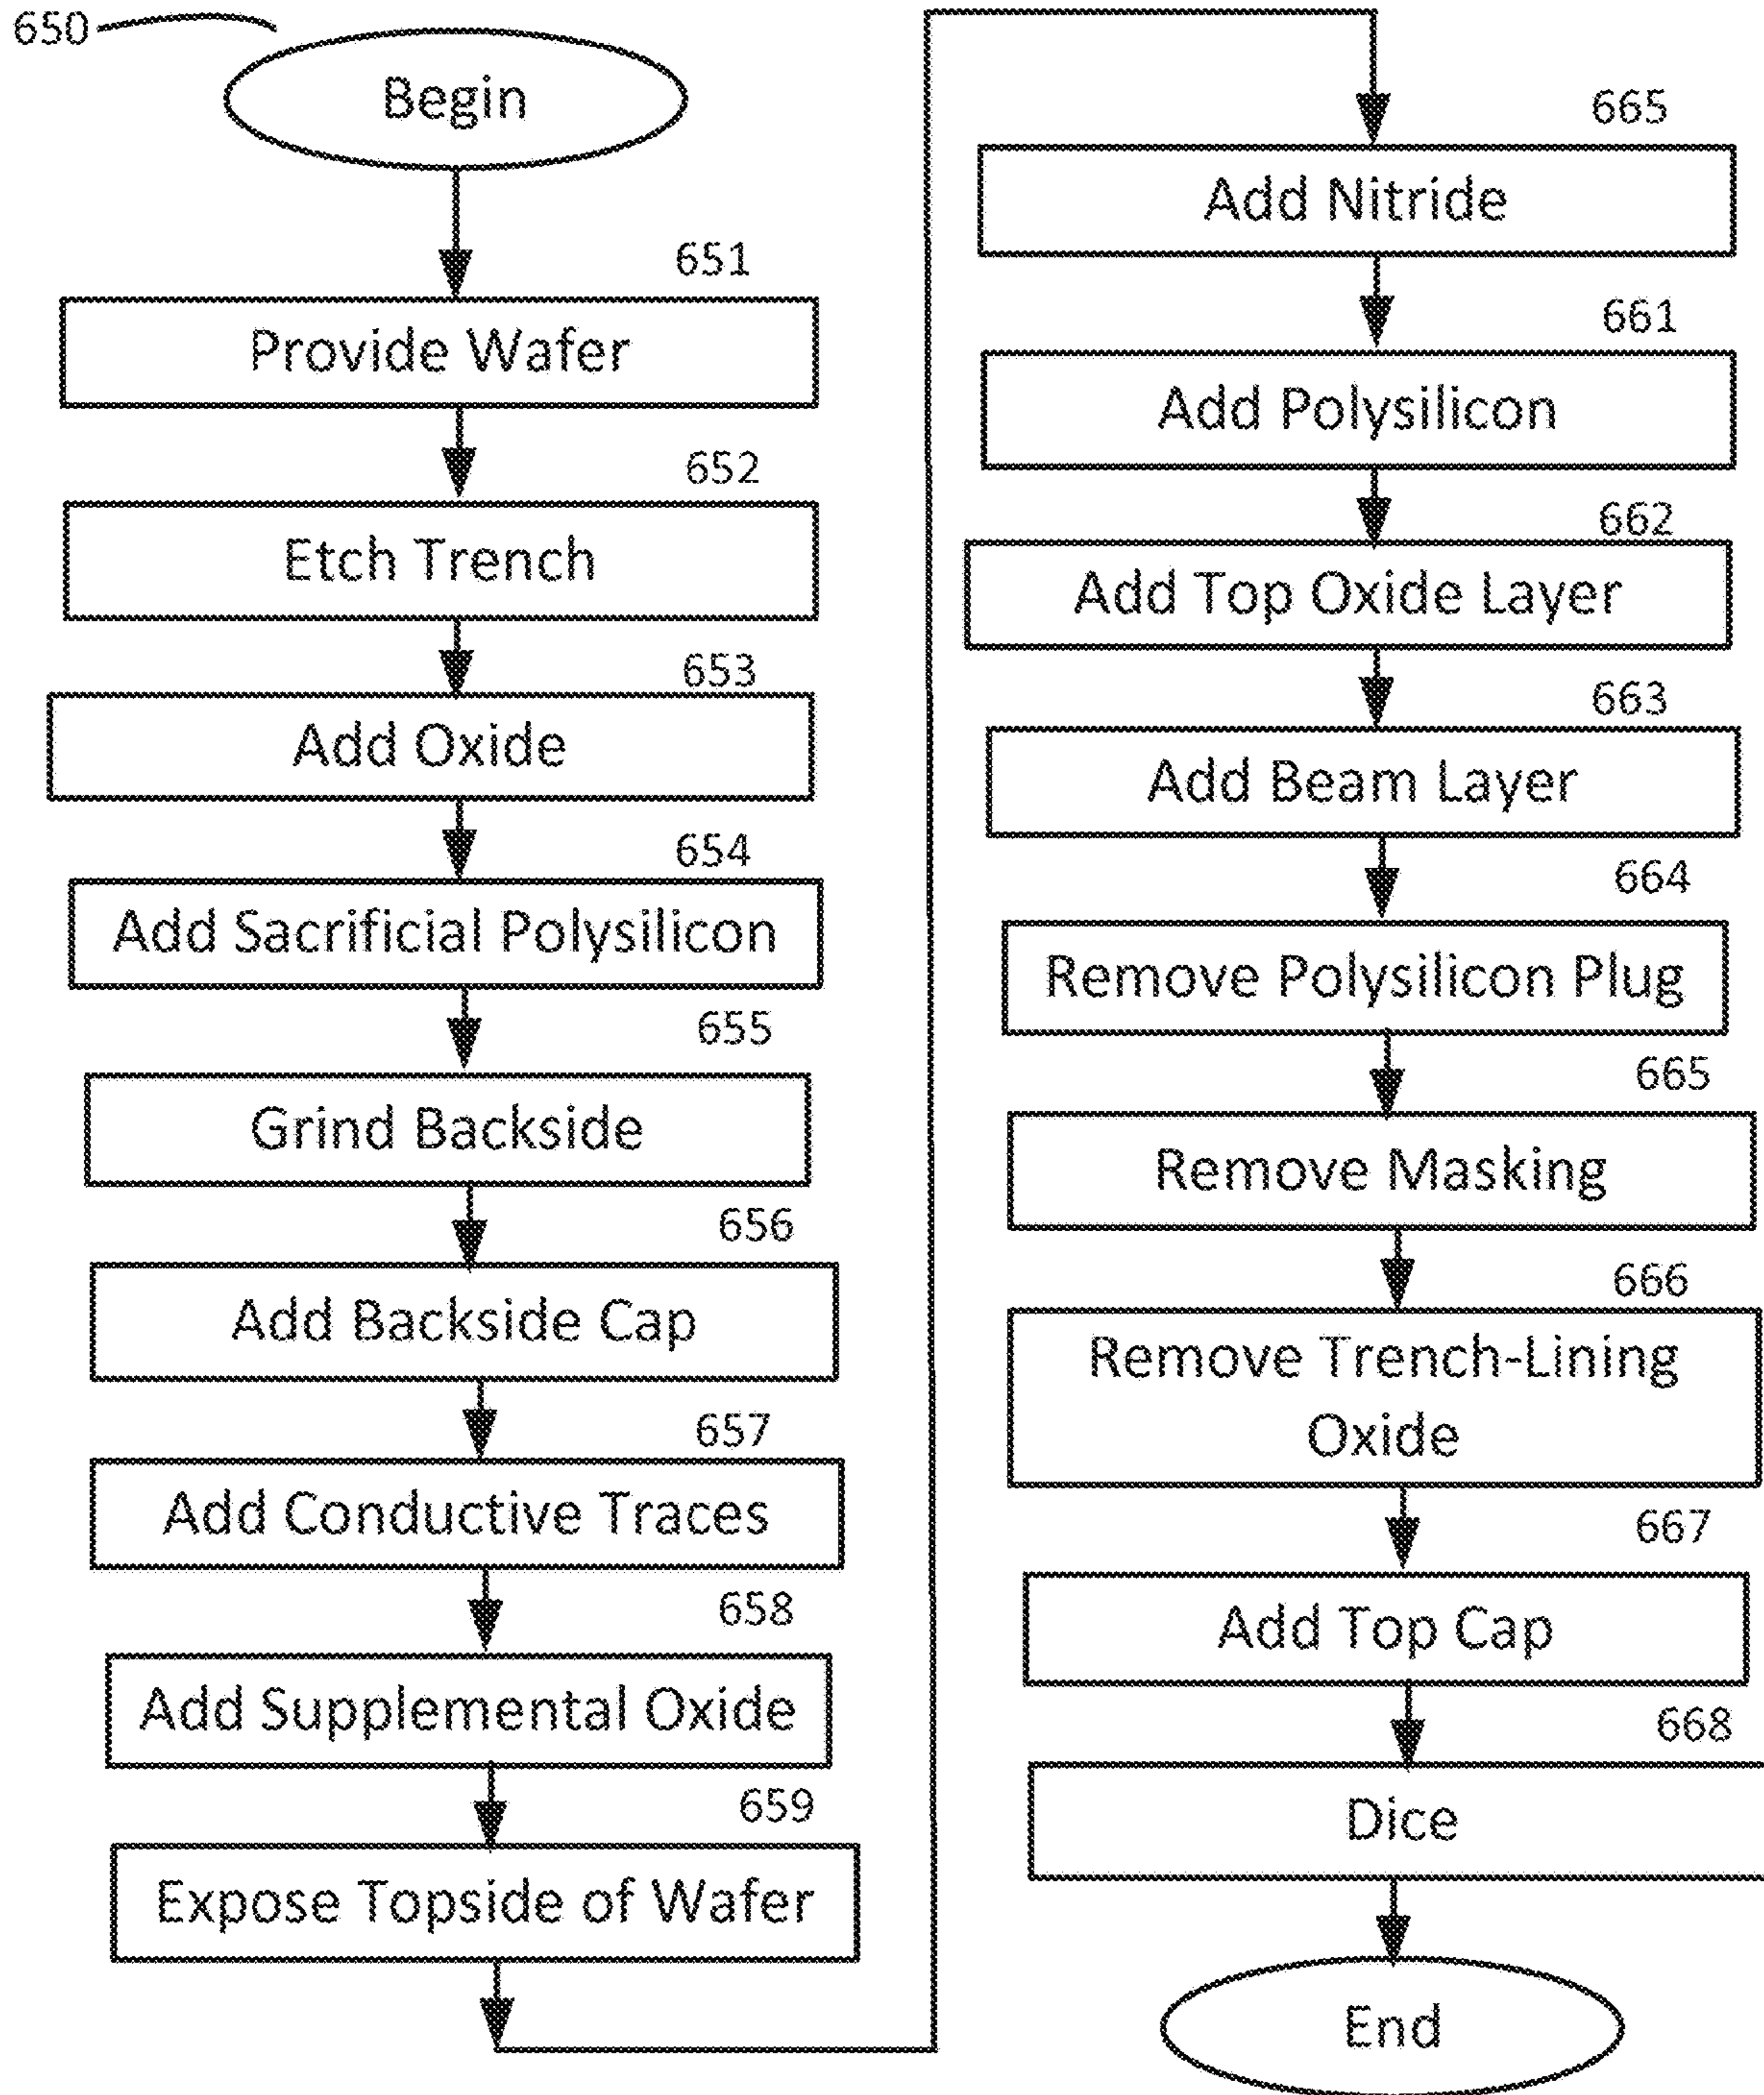 650
Begin
651
Provide Wafer
652
Etch Trench
653
Add Oxide
654
Add Sacrificial Polysilicon
655
Grind Backside
656
Add Backside Cap
657
Add Conductive Traces
658
Add Supplemental Oxide
659
Expose Topside of Wafer
665
Add Nitride
661
Add Polysilicon
662
Add Top Oxide Layer
663
Add Beam Layer
664
Remove Polysilicon Plug
665
Remove Masking
666
Remove Trench-Lining
Oxide
667
Add Top Cap
668
Dice
End